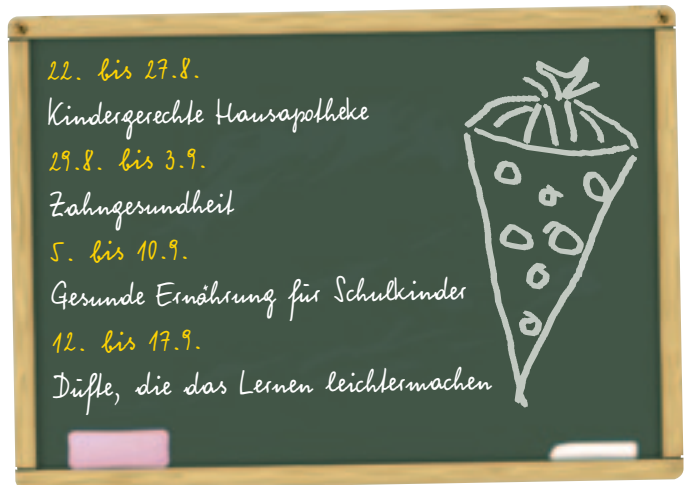 22. bis 27.8.
Kindergerechte Hausapotheke
29.8. bis 3.9.
Zahngesundheit
5. bis 10.9.
Gesunde Ernährung für Schulkinder
12. bis 17.9.
Düfte, die das Lernen leichtermachen